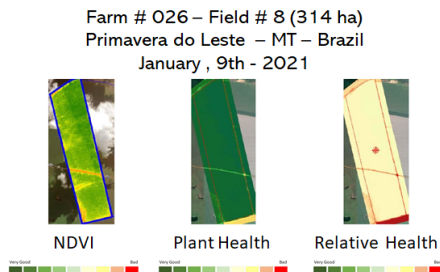 Farm # 026 – Field # 8 (314 ha)
Primavera do Leste – MT – Brazil
January , 9th - 2021
NDVI
Plant Health
Relative Health
Very Good Bad
Very Good Bad
Very Good Bad